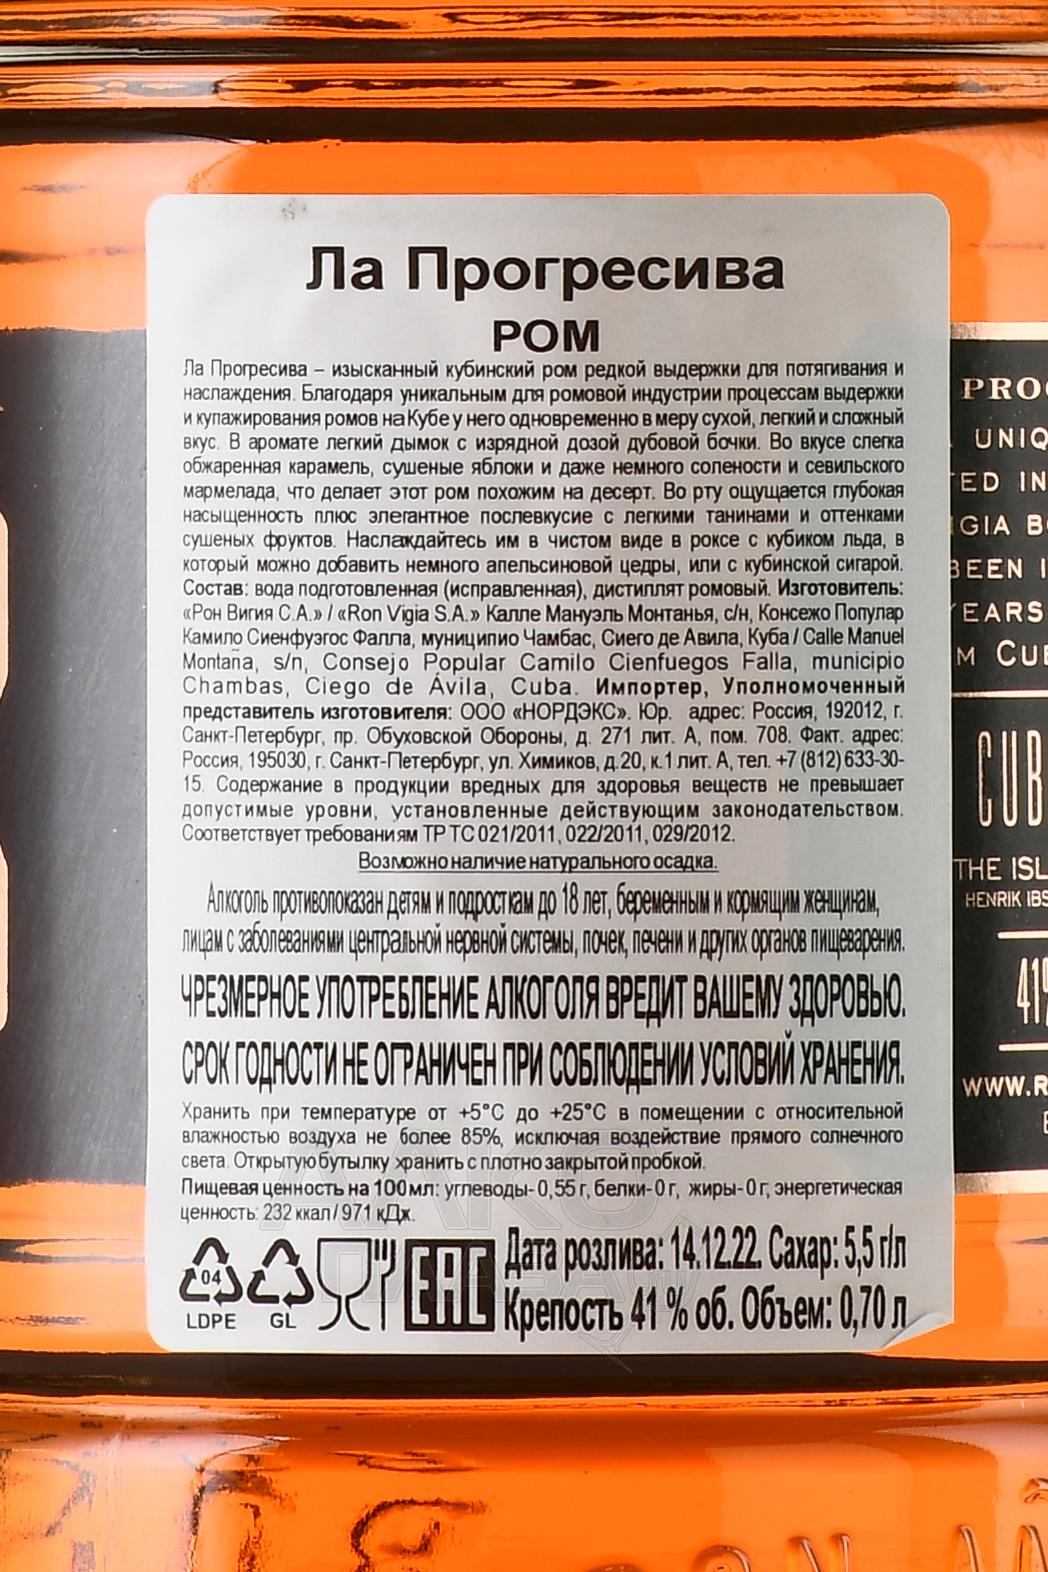 Ла Прогресива
РОМ
Ла Прогресива – изысканный кубинский ром редкой выдержки для потягивания и
наслаждения. Благодаря уникальным для ромовой индустрии процессам выдержки
и купажирования ромов на Кубе у него одновременно в меру сухой, легкий и сложный
вкус. В аромате легкий дымок с изрядной дозой дубовой бочки. Во вкусе слегка
обжаренная карамель, сушеные яблоки и даже немного солености и севильского
мармелада, что делает этот ром похожим на десерт. Во рту ощущается глубокая
насыщенность плюс элегантное послевкусие с легкими танинами и оттенками
сушеных фруктов. Наслаждайтесь им в чистом виде в роксе с кубиком льда, в
который можно добавить немного апельсиновой цедры, или с кубинской сигарой.
Состав: вода подготовленная (исправленная), дистиллят ромовый. Изготовитель:
«Рон Вигия С.А.» / «Ron Vigia S.A.» Калле Мануэль Монтанья, с/н, Консежо Популар
Камило Сиенфуэгос Фалла, муниципио Чамбас, Сиего де Авила, Куба / Calle Manuel
Montaña, s/n, Consejo Popular Camilo Cienfuegos Falla, municipio
Chambas, Ciego de Ávila, Cuba. Импортер, Уполномоченный
представитель изготовителя: ООО «НОРДЭКС». Юр. адрес: Россия, 192012, г.
Санкт-Петербург, пр. Обуховской Обороны, д. 271 лит. А, пом. 708. Факт. адрес:
Россия, 195030, г. Санкт-Петербург, ул. Химиков, д.20, к.1 лит. А, тел. +7 (812) 633-30-
15. Содержание в продукции вредных для здоровья веществ не превышает
допустимые уровни, установленные действующим законодательством.
Соответствует требованиям ТР ТС 021/2011, 022/2011, 029/2012.
Возможно наличие натурального осадка.
Алкоголь противопоказан детям и подросткам до 18 лет, беременным и кормящим женщинам,
лицам с заболеваниями центральной нервной системы, почек, печени и других органов пищеварения.
ЧРЕЗМЕРНОЕ УПОТРЕБЛЕНИЕ АЛКОГОЛЯ ВРЕДИТ ВАШЕМУ ЗДОРОВЬЮ.
СРОК ГОДНОСТИ НЕ ОГРАНИЧЕН ПРИ СОБЛЮДЕНИИ УСЛОВИЙ ХРАНЕНИЯ.
Хранить при температуре от +5°С до +25°С в помещении с относительной
влажностью воздуха не более 85%, исключая воздействие прямого солнечного
света. Открытую бутылку хранить с плотно закрытой пробкой.
Пищевая ценность на 100 мл: углеводы- 0,55 г, белки- 0 г, жиры- 0 г, энергетическая
ценность: 232 ккал / 971 кДж.
04
LDPE
GL
EAC
Дата розлива: 14.12.22. Сахар: 5,5 г/л
Крепость 41 % об. Объем: 0,70 л
PROG
UNIQ
TED IN
IGIA B
BEEN I
YEARS
M CUB
CUB
THE ISL
HENRIK IBS
41%
WWW.R